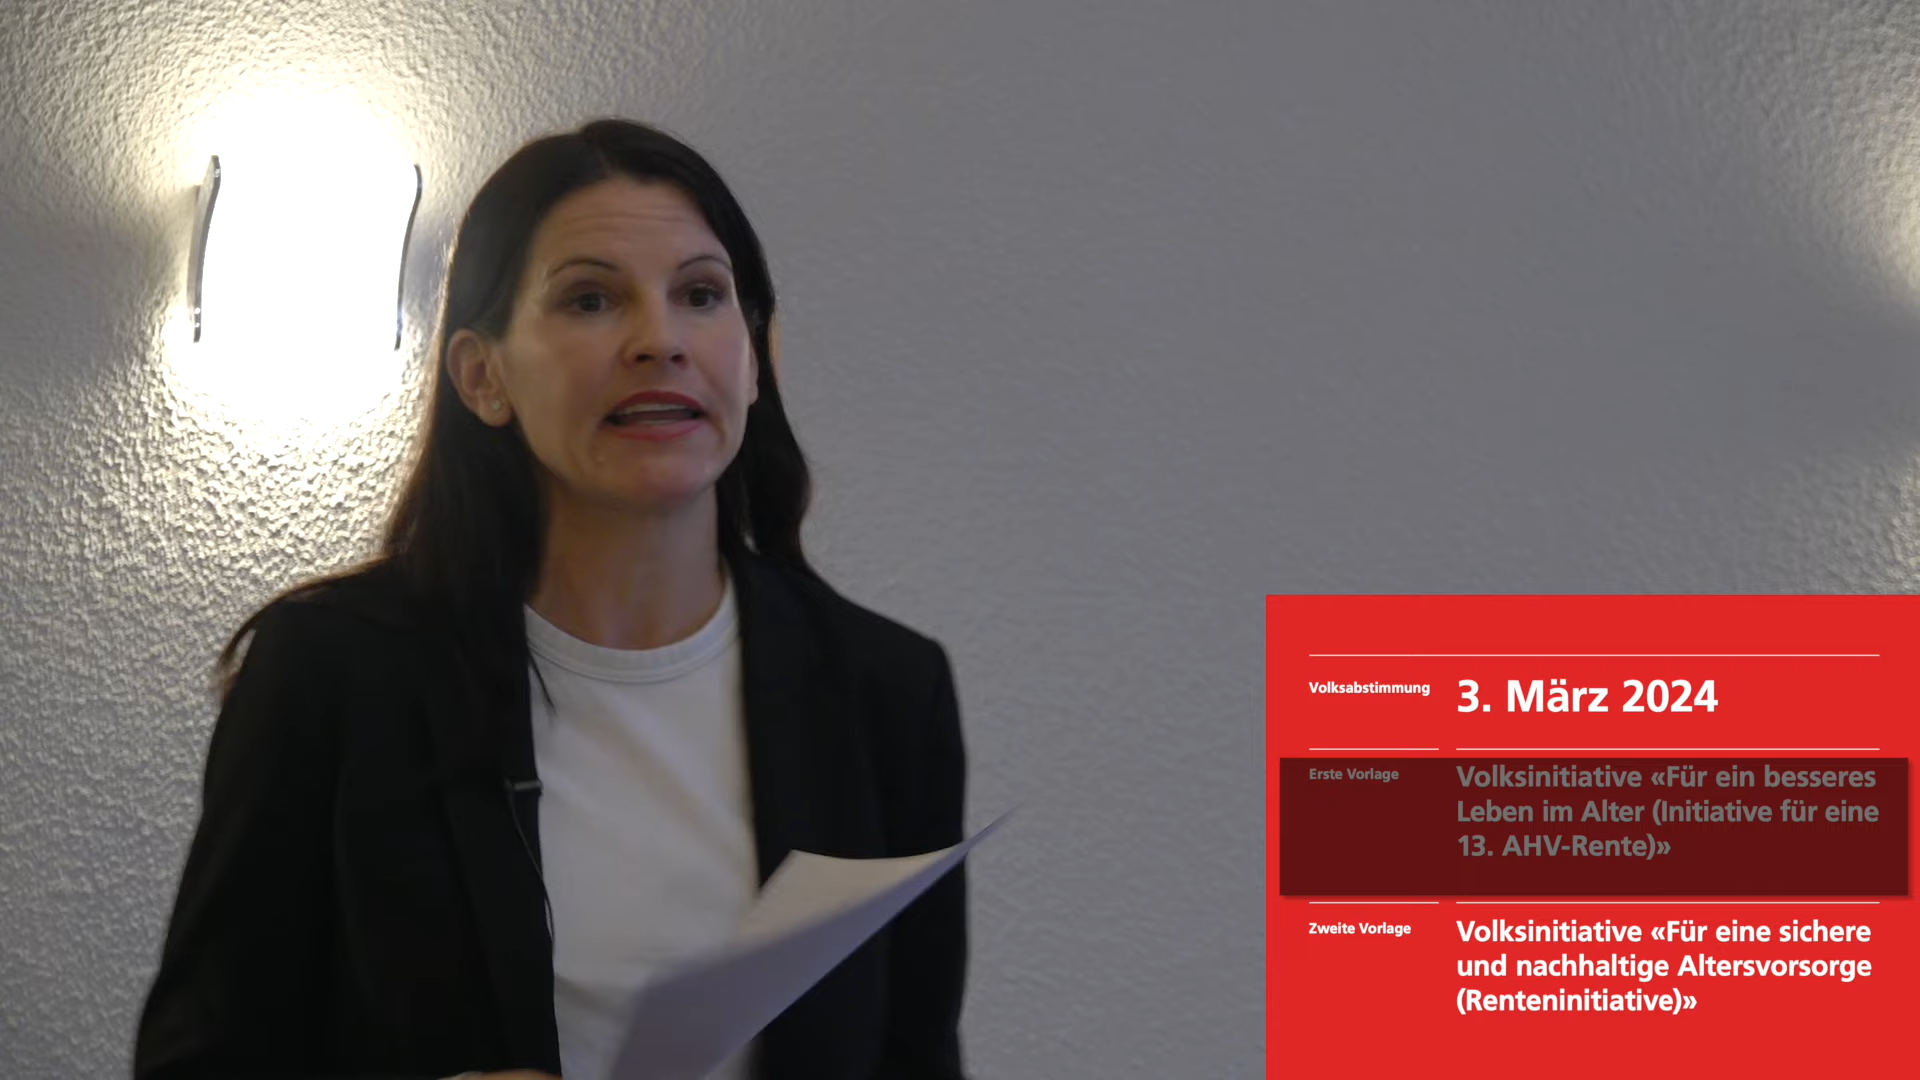 Volksabstimmung 3. März 2024
Erste Vorlage Volksinitiative «Für ein besseres
Leben im Alter (Initiative für eine
13. AHV-Rente)»
Zweite Vorlage Volksinitiative «Für eine sichere
und nachhaltige Altersvorsorge
(Renteninitiative)»